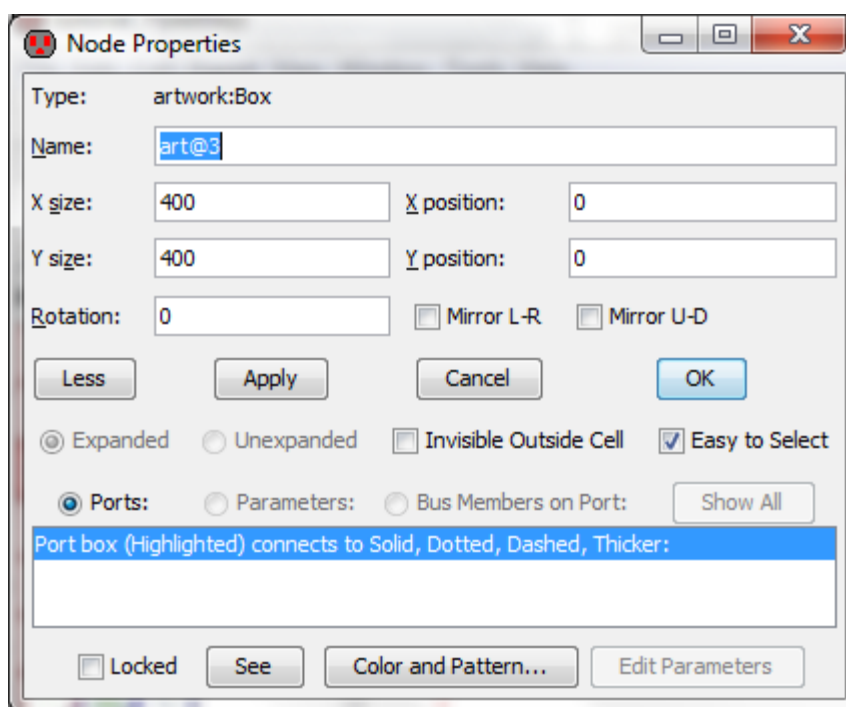 Node Properties
Type: artwork:Box
Name: art@3
X size: 400 X position: 0
Y size: 400 Y position: 0
Rotation: 0 Mirror L-R Mirror U-D
Less Apply Cancel OK
Expanded Unexpanded Invisible Outside Cell Easy to Select
Ports: Parameters: Bus Members on Port: Show All
Port box (Highlighted) connects to Solid, Dotted, Dashed, Thicker:
Locked See Color and Pattern... Edit Parameters